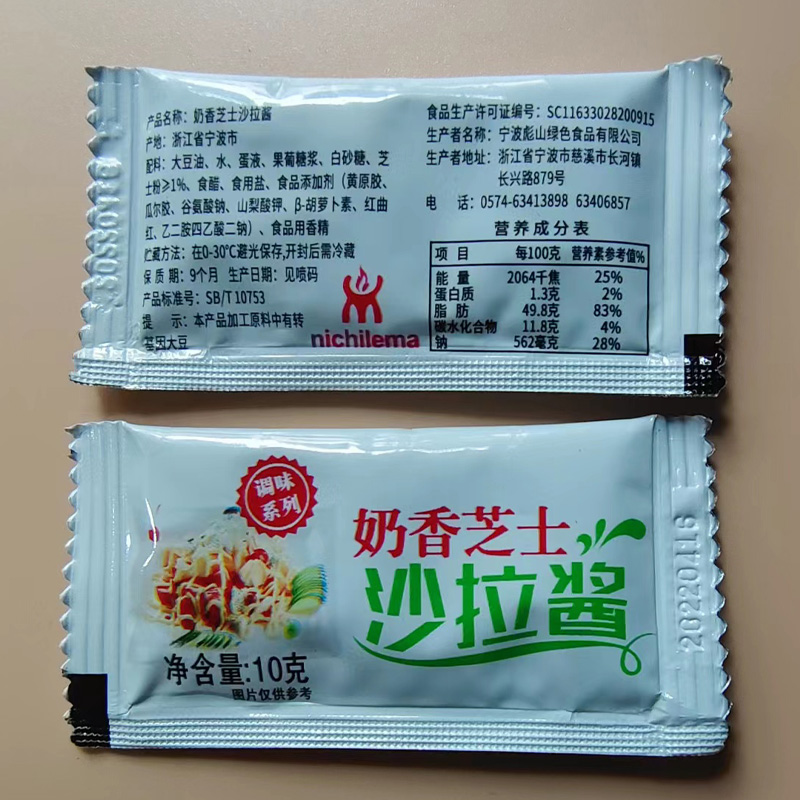 产品名称：奶香芝士沙拉酱
产地：浙江省宁波市
配料：大豆油、水、蛋液、果葡糖浆、白砂糖、芝
士粉≥1%、食醋、食用盐、食品添加剂（黄原胶、
瓜尔胶、谷氨酸钠、山梨酸钾、β-胡萝卜素、红曲
红、乙二胺四乙酸二钠）、食品用香精
贮藏方法：在0-30℃避光保存,开封后需冷藏
保质期：9个月 生产日期：见喷码
产品标准号：SB/T 10753
提 示：本产品加工原料中有转
基因大豆
nichilema
食品生产许可证编号：SC11633028200915
生产者名称：宁波彪山绿色食品有限公司
生产者地址：浙江省宁波市慈溪市长河镇
长兴路879号
电 话：0574-63413898 63406857
营养成分表
项 目 每100克 营养素参考值%
能 量 2064千焦 25%
蛋白质 1.3克 2%
脂 肪 49.8克 83%
碳水化合物 11.8克 4%
钠 562毫克 28%
调味
系列
奶香芝士
沙拉酱
净含量:10克
图片仅供参考
20220416